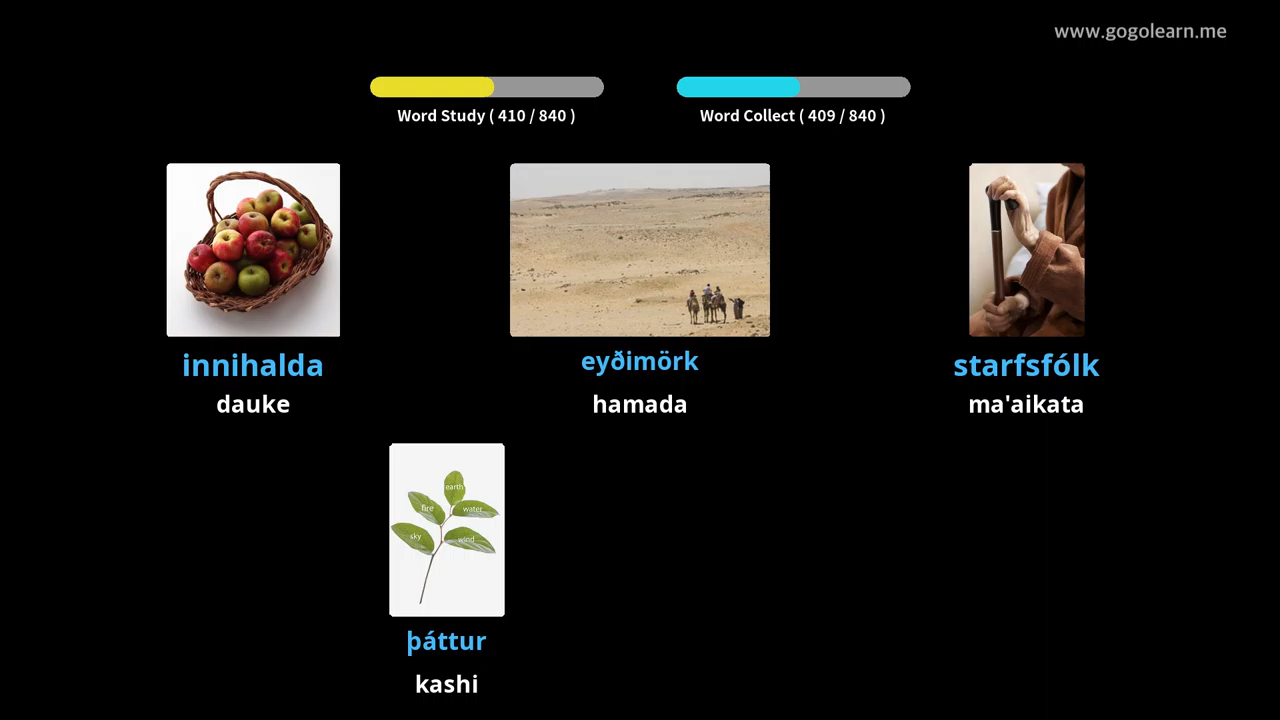 www.gogolearn.me
Word Study ( 410 / 840 )
Word Collect ( 409 / 840 )
innihalda
dauke
eyðimörk
hamada
starfsfólk
ma'aikata
earth
fire
water
sky
wind
þáttur
kashi